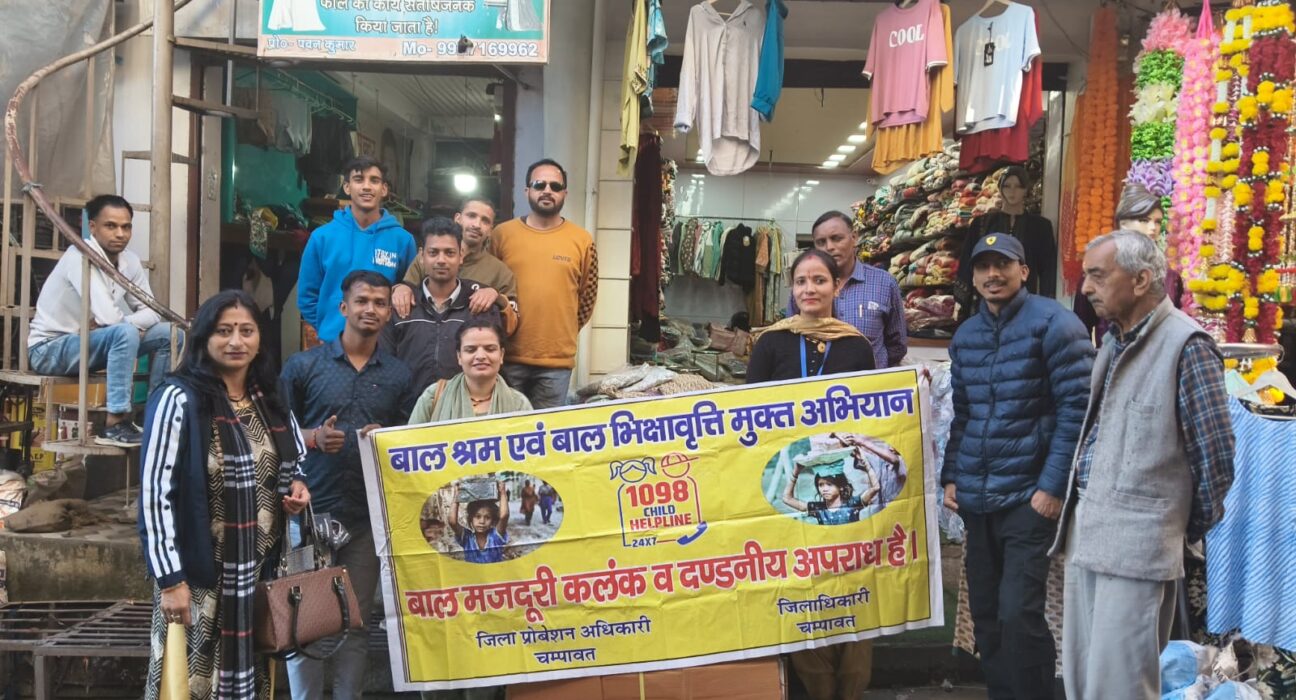 फॉल का कार्य संतोषजनक
किया जाता है!
प्रो०- पवन कुमार
COOL
बाल श्रम एवं बाल भिक्षावृत्ति मुक्त अभियान
1098
CHILD
HELPLINE
24X7
बाल मजदूरी कलंक व दण्डनीय अपराध है।
जिला प्रोबेशन अधिकारी
चम्पावत
जिलाधिकारी
चम्पावत